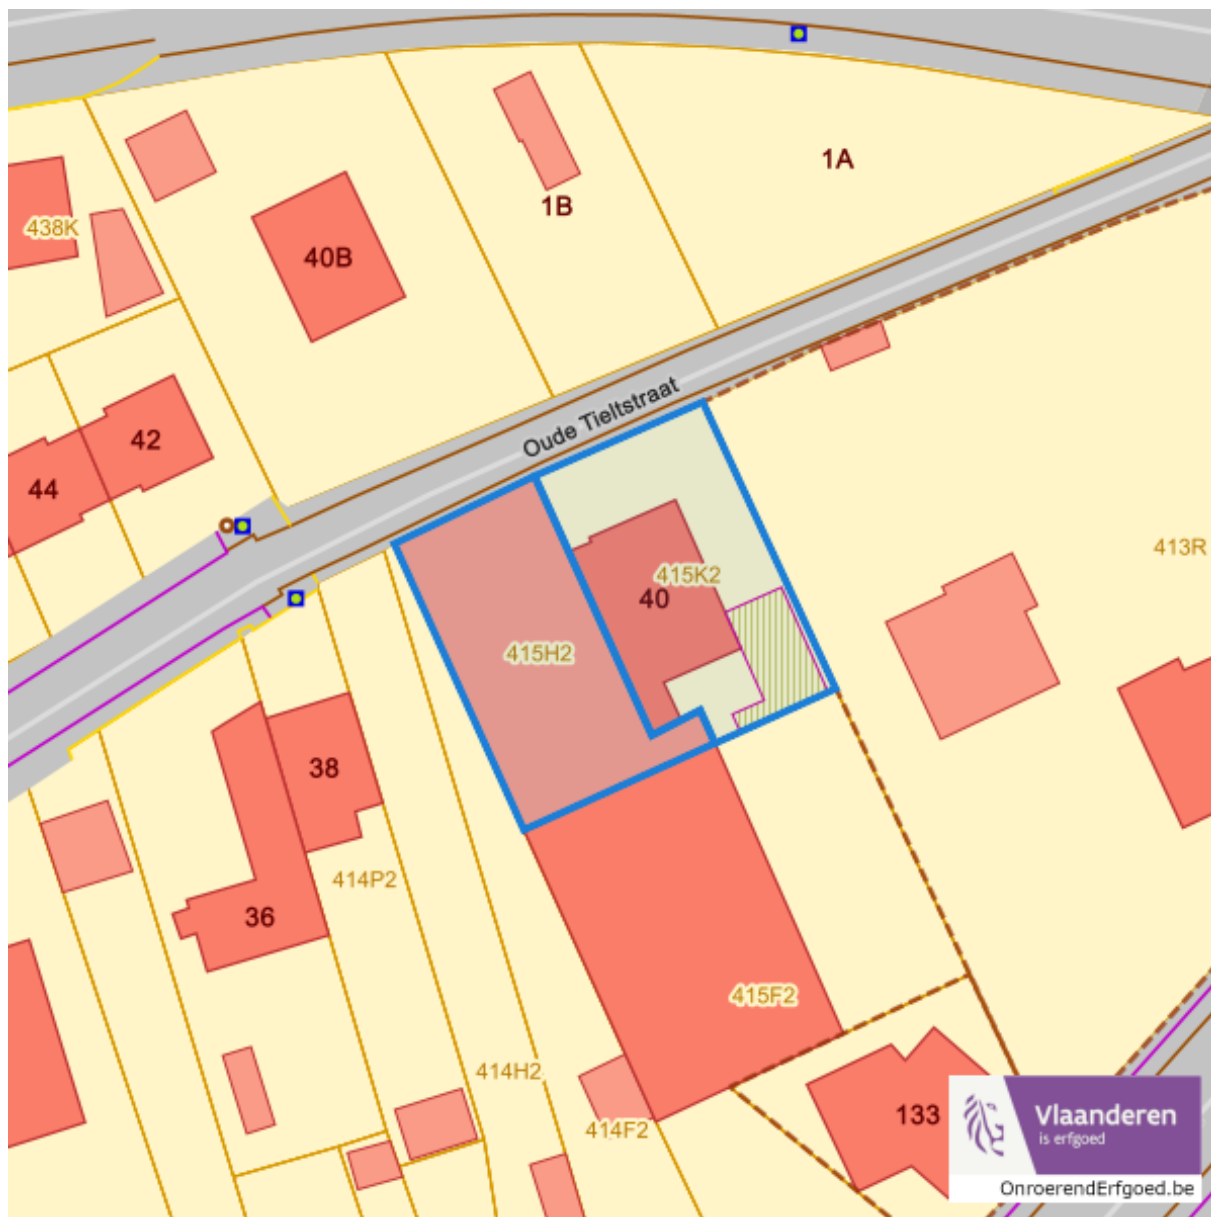 1A
1B
438K
40B
Oude Tieltstraat
42
44
413R
415K2
40
415H2
38
414P2
36
415F2
414H2
133
414F2
Vlaanderen
is erfgoed
OnroerendErfgoed.be